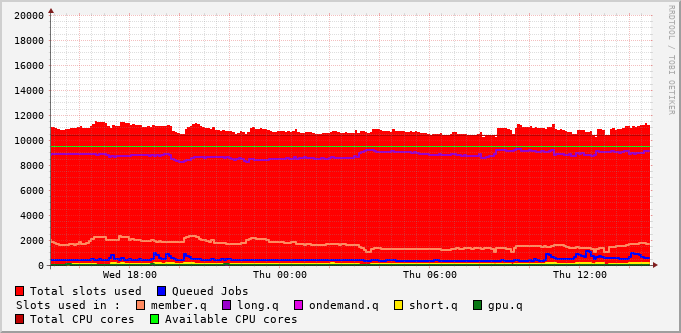 RRDTOOL / TOBI OETIKER
20000
18000
16000
14000
12000
10000
8000
6000
4000
2000
0
Wed 18:00 Thu 00:00 Thu 06:00 Thu 12:00
Total slots used Queued Jobs
Slots used in : member.q long.q ondemand.q short.q gpu.q
Total CPU cores Available CPU cores